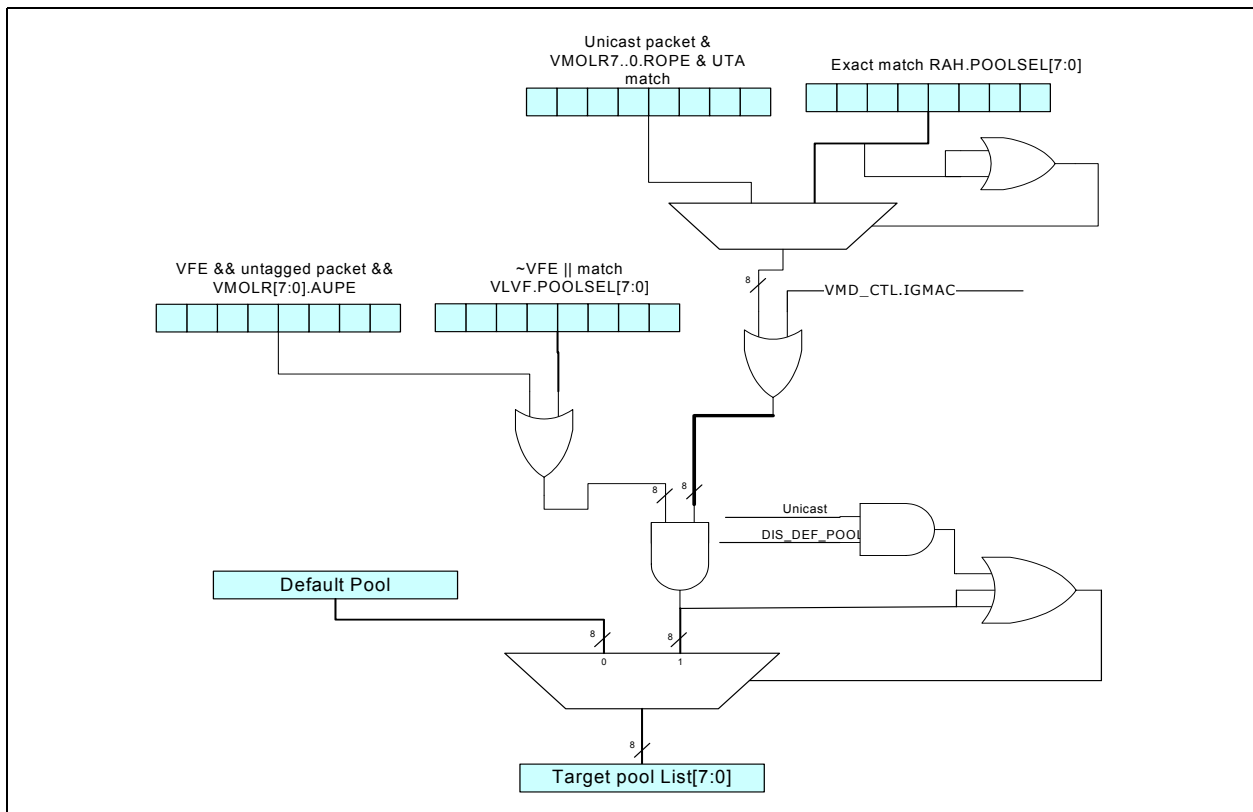 Unicast packet &
VMOLR7..0.ROPE & UTA
match
Exact match RAH.POOLSEL[7:0]
VFE && untagged packet &&
VMOLR[7:0].AUPE
~VFE || match
VLVF.POOLSEL[7:0]
8
VMD_CTL.IGMAC
8
8
Unicast
DIS_DEF_POOL
Default Pool
8
8
0
1
8
Target pool List[7:0]